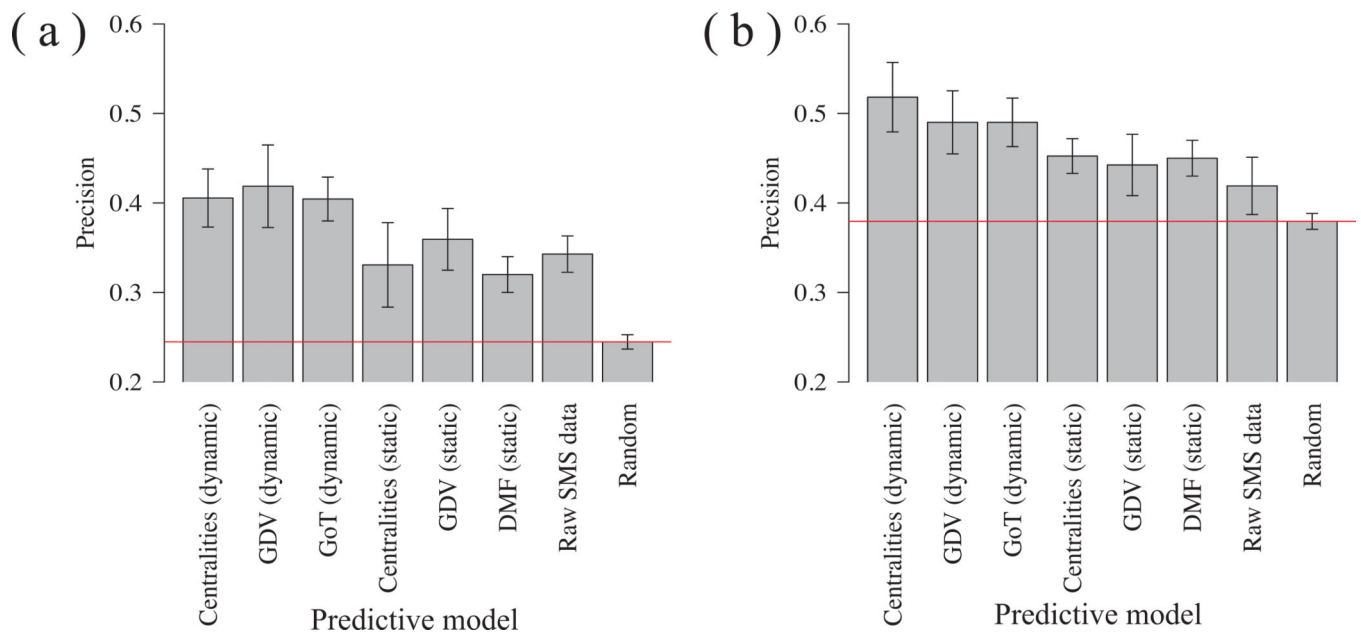 ( a )
0.6
0.5
0.4
0.3
0.2
Precision
Centralities (dynamic)
GDV (dynamic)
GoT (dynamic)
Centralities (static)
GDV (static)
DMF (static)
Raw SMS data
Random
Predictive model
( b )
0.6
0.5
0.4
0.3
0.2
Precision
Centralities (dynamic)
GDV (dynamic)
GoT (dynamic)
Centralities (static)
GDV (static)
DMF (static)
Raw SMS data
Random
Predictive model